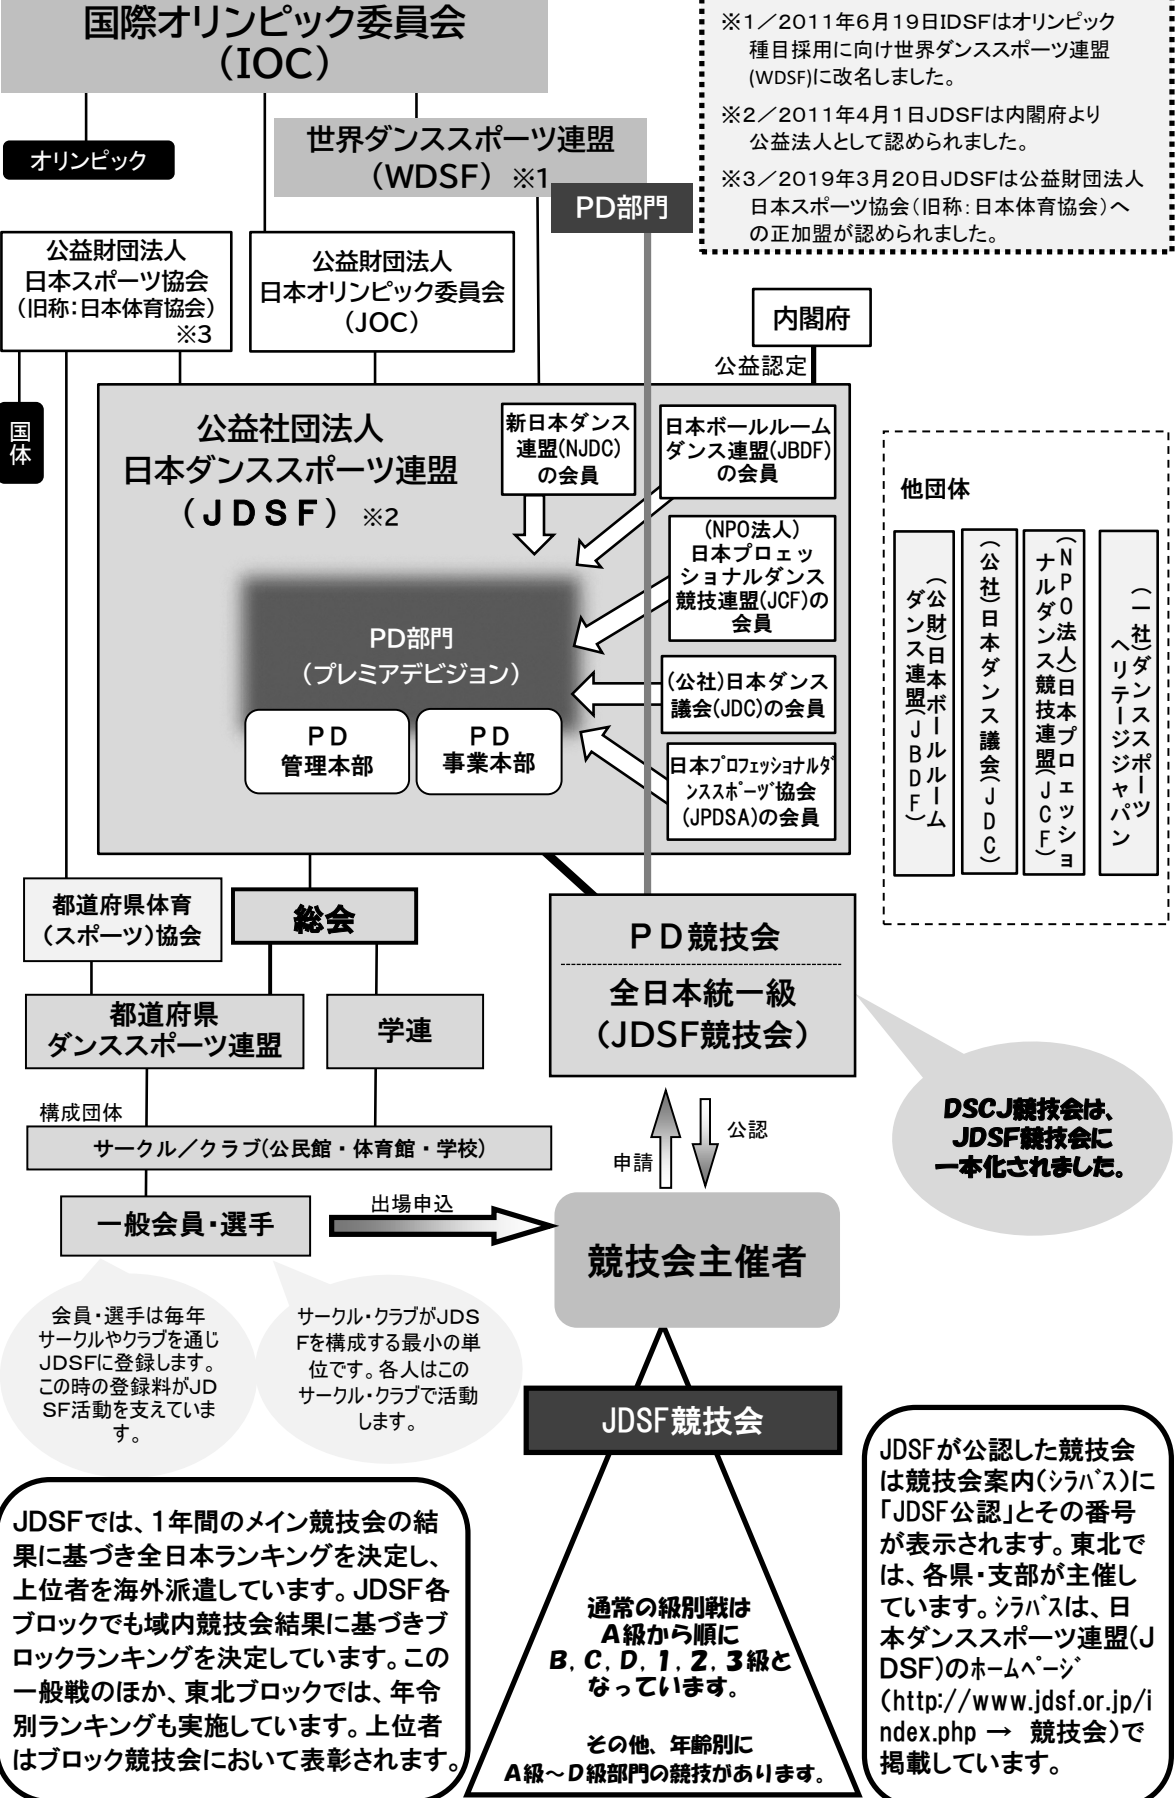 国際オリンピック委員会
(IOC)
※1／2011年6月19日IDSFはオリンピック
種目採用に向け世界ダンススポーツ連盟
(WDSF)に改名しました。
※2／2011年4月1日JDSFは内閣府より
公益法人として認められました。
※3／2019年3月20日JDSFは公益財団法人
日本スポーツ協会(旧称：日本体育協会)へ
の正加盟が認められました。
オリンピック
世界ダンススポーツ連盟
(WDSF) ※1
PD部門
公益財団法人
日本スポーツ協会
(旧称：日本体育協会)
※3
公益財団法人
日本オリンピック委員会
(JOC)
内閣府
公益認定
国体
公益社団法人
日本ダンススポーツ連盟
(ＪＤＳＦ) ※2
新日本ダンス
連盟(NJDC)
の会員
日本ボールルーム
ダンス連盟(JBDF)
の会員
(NPO法人)
日本プロェッ
ショナルダンス
競技連盟(JCF)の
会員
(公社)日本ダンス
議会(JDC)の会員
日本ﾌﾟﾛﾌｪｯｼｮﾅﾙﾀﾞ
ﾝｽｽﾎﾟｰﾂ協会
(JPDSA)の会員
PD部門
(プレミアデビジョン)
ＰＤ
管理本部
ＰＤ
事業本部
他団体
(公財)日本ボールルーム
ダンス連盟(ＪＢＤＦ)
(公社)日本ダンス議会(ＪＤＣ)
(ＮＰＯ法人)日本プロェッショ
ナルダンス競技連盟(ＪＣＦ)
(一社)ダンススポーツ
ヘリテージジャパン
都道府県体育
(スポーツ)協会
総会
ＰＤ競技会
全日本統一級
(JDSF競技会)
都道府県
ダンススポーツ連盟
学連
DSCJ競技会は、
JDSF競技会に
一本化されました。
構成団体
サークル／クラブ(公民館・体育館・学校)
申請
公認
一般会員・選手
出場申込
競技会主催者
会員・選手は毎年
サークルやクラブを通じ
JDSFに登録します。
この時の登録料がJD
SF活動を支えていま
す。
サークル・クラブがJDS
Fを構成する最小の単
位です。各人はこの
サークル・クラブで活動
します。
JDSF競技会
JDSFでは、1年間のメイン競技会の結
果に基づき全日本ランキングを決定し、
上位者を海外派遣しています。JDSF各
ブロックでも域内競技会結果に基づきブ
ロックランキングを決定しています。この
一般戦のほか、東北ブロックでは、年令
別ランキングも実施しています。上位者
はブロック競技会において表彰されます。
通常の級別戦は
A級から順に
B, C, D, 1, 2, 3級と
なっています。
その他、年齢別に
A級～D級部門の競技があります。
JDSFが公認した競技会
は競技会案内(ｼﾗﾊﾞｽ)に
「JDSF公認」とその番号
が表示されます。東北で
は、各県・支部が主催し
ています。ｼﾗﾊﾞｽは、日
本ダンススポーツ連盟(J
DSF)のﾎｰﾑﾍﾟｰｼﾞ
(http://www.jdsf.or.jp/i
ndex.php → 競技会)で
掲載しています。